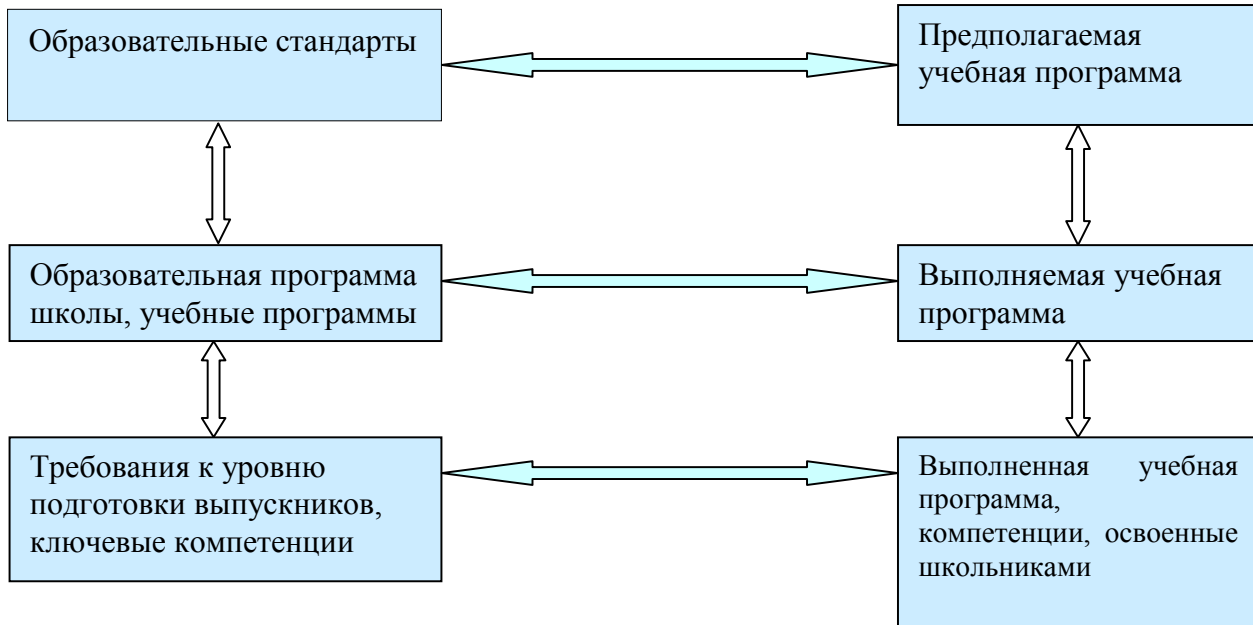 Образовательные стандарты
Предполагаемая
учебная программа
Образовательная программа
школы, учебные программы
Выполняемая учебная
программа
Требования к уровню
подготовки выпускников,
ключевые компетенции
Выполненная учебная
программа,
компетенции, освоенные
школьниками